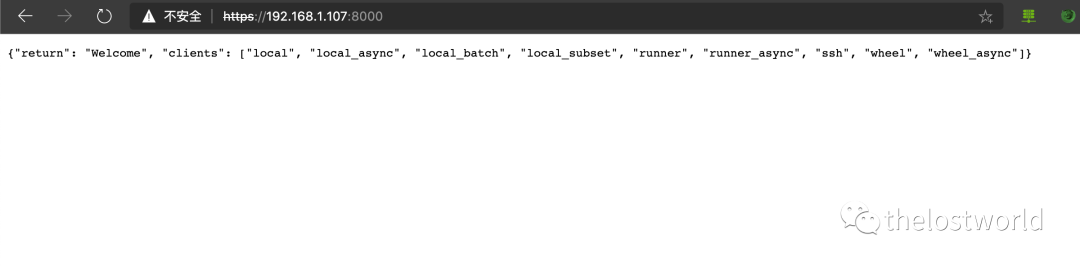 不安全 | https://192.168.1.107:8000
{"return": "Welcome", "clients": ["local", "local_async", "local_batch", "local_subset", "runner", "runner_async", "ssh", "wheel", "wheel_async"]}
thelostworld